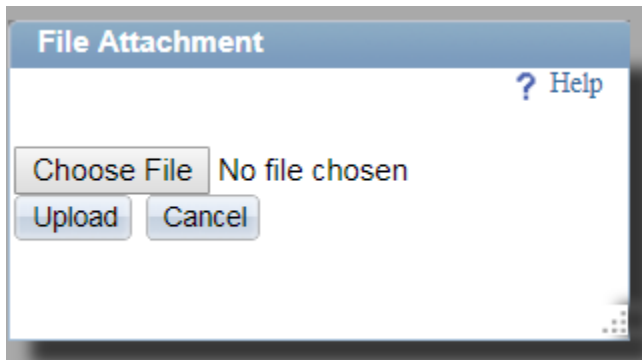 File Attachment
? Help
Choose File No file chosen
Upload Cancel